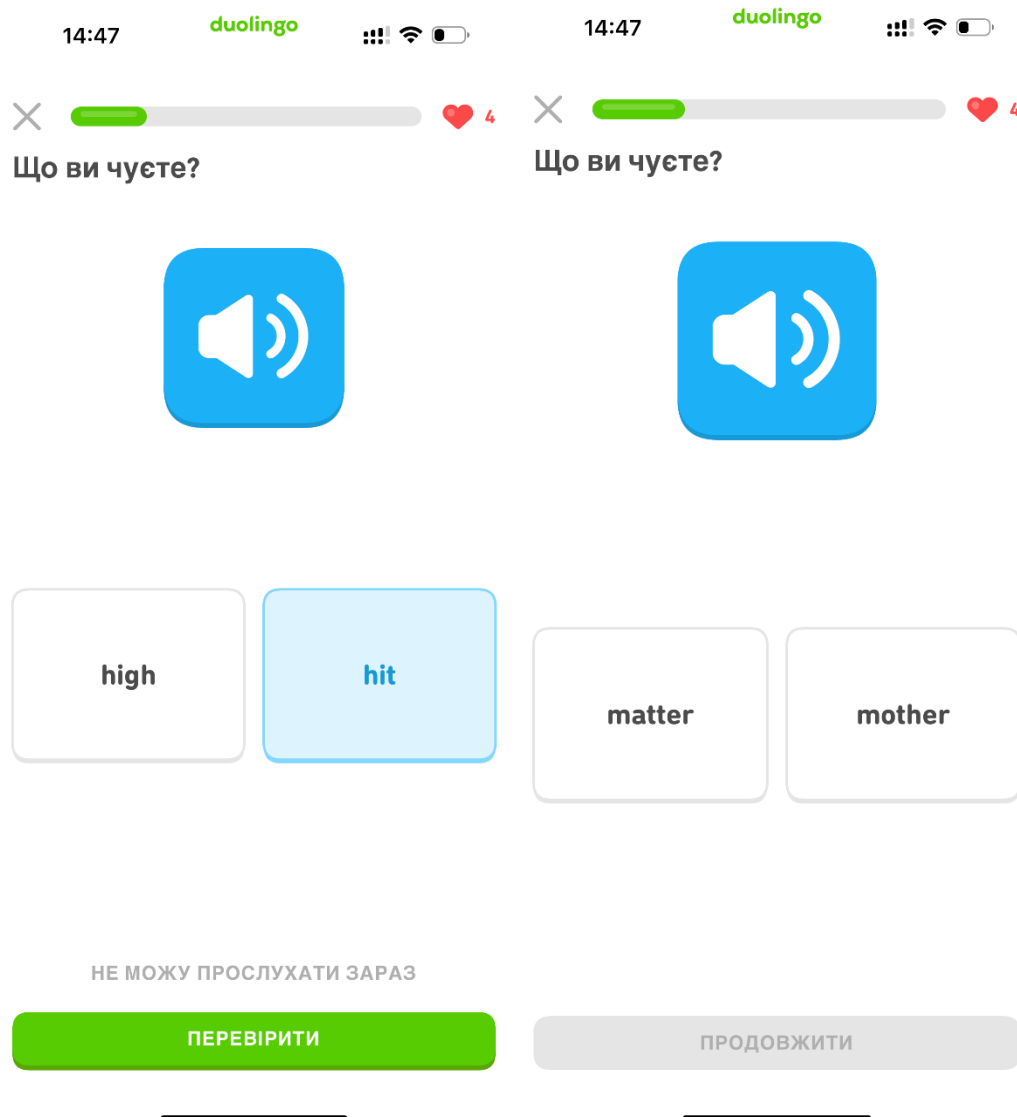 14:47
duolingo
4
Що ви чуєте?
high
hit
НЕ МОЖУ ПРОСЛУХАТИ ЗАРАЗ
ПЕРЕВІРИТИ
14:47
duolingo
4
Що ви чуєте?
matter
mother
ПРОДОВЖИТИ